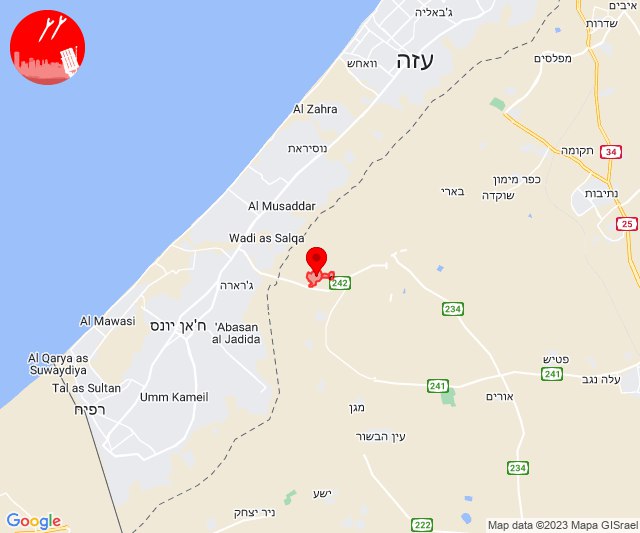 איבים
ג'באליה
שדרות
עזה
מפלסים
וואחש
Al Zahra
נוסיראת
תקומה
34
כפר מימון
בארי
שוקדה
נתיבות
Al Musaddar
25
Wadi as Salqa
ג'רארה
242
234
Al Mawasi
ח'אן יונס
'Abasan
al Jadida
Al Qarya as
Suwaydiya
פטיש
241
עלה נגב
Tal as Sultan
241
Umm Kameil
אורים
רפיח
מגן
עין הבשור
234
ישע
ניר יצחק
222
Google
Map data ©2023 Mapa GISrael